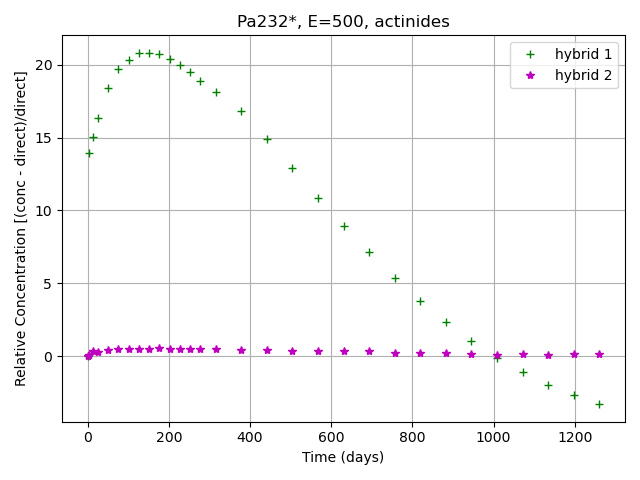 Pa232*, E=500, actinides
hybrid 1
hybrid 2
Relative Concentration [(conc - direct)/direct]
20
15
10
5
0
0 200 400 600 800 1000 1200
Time (days)